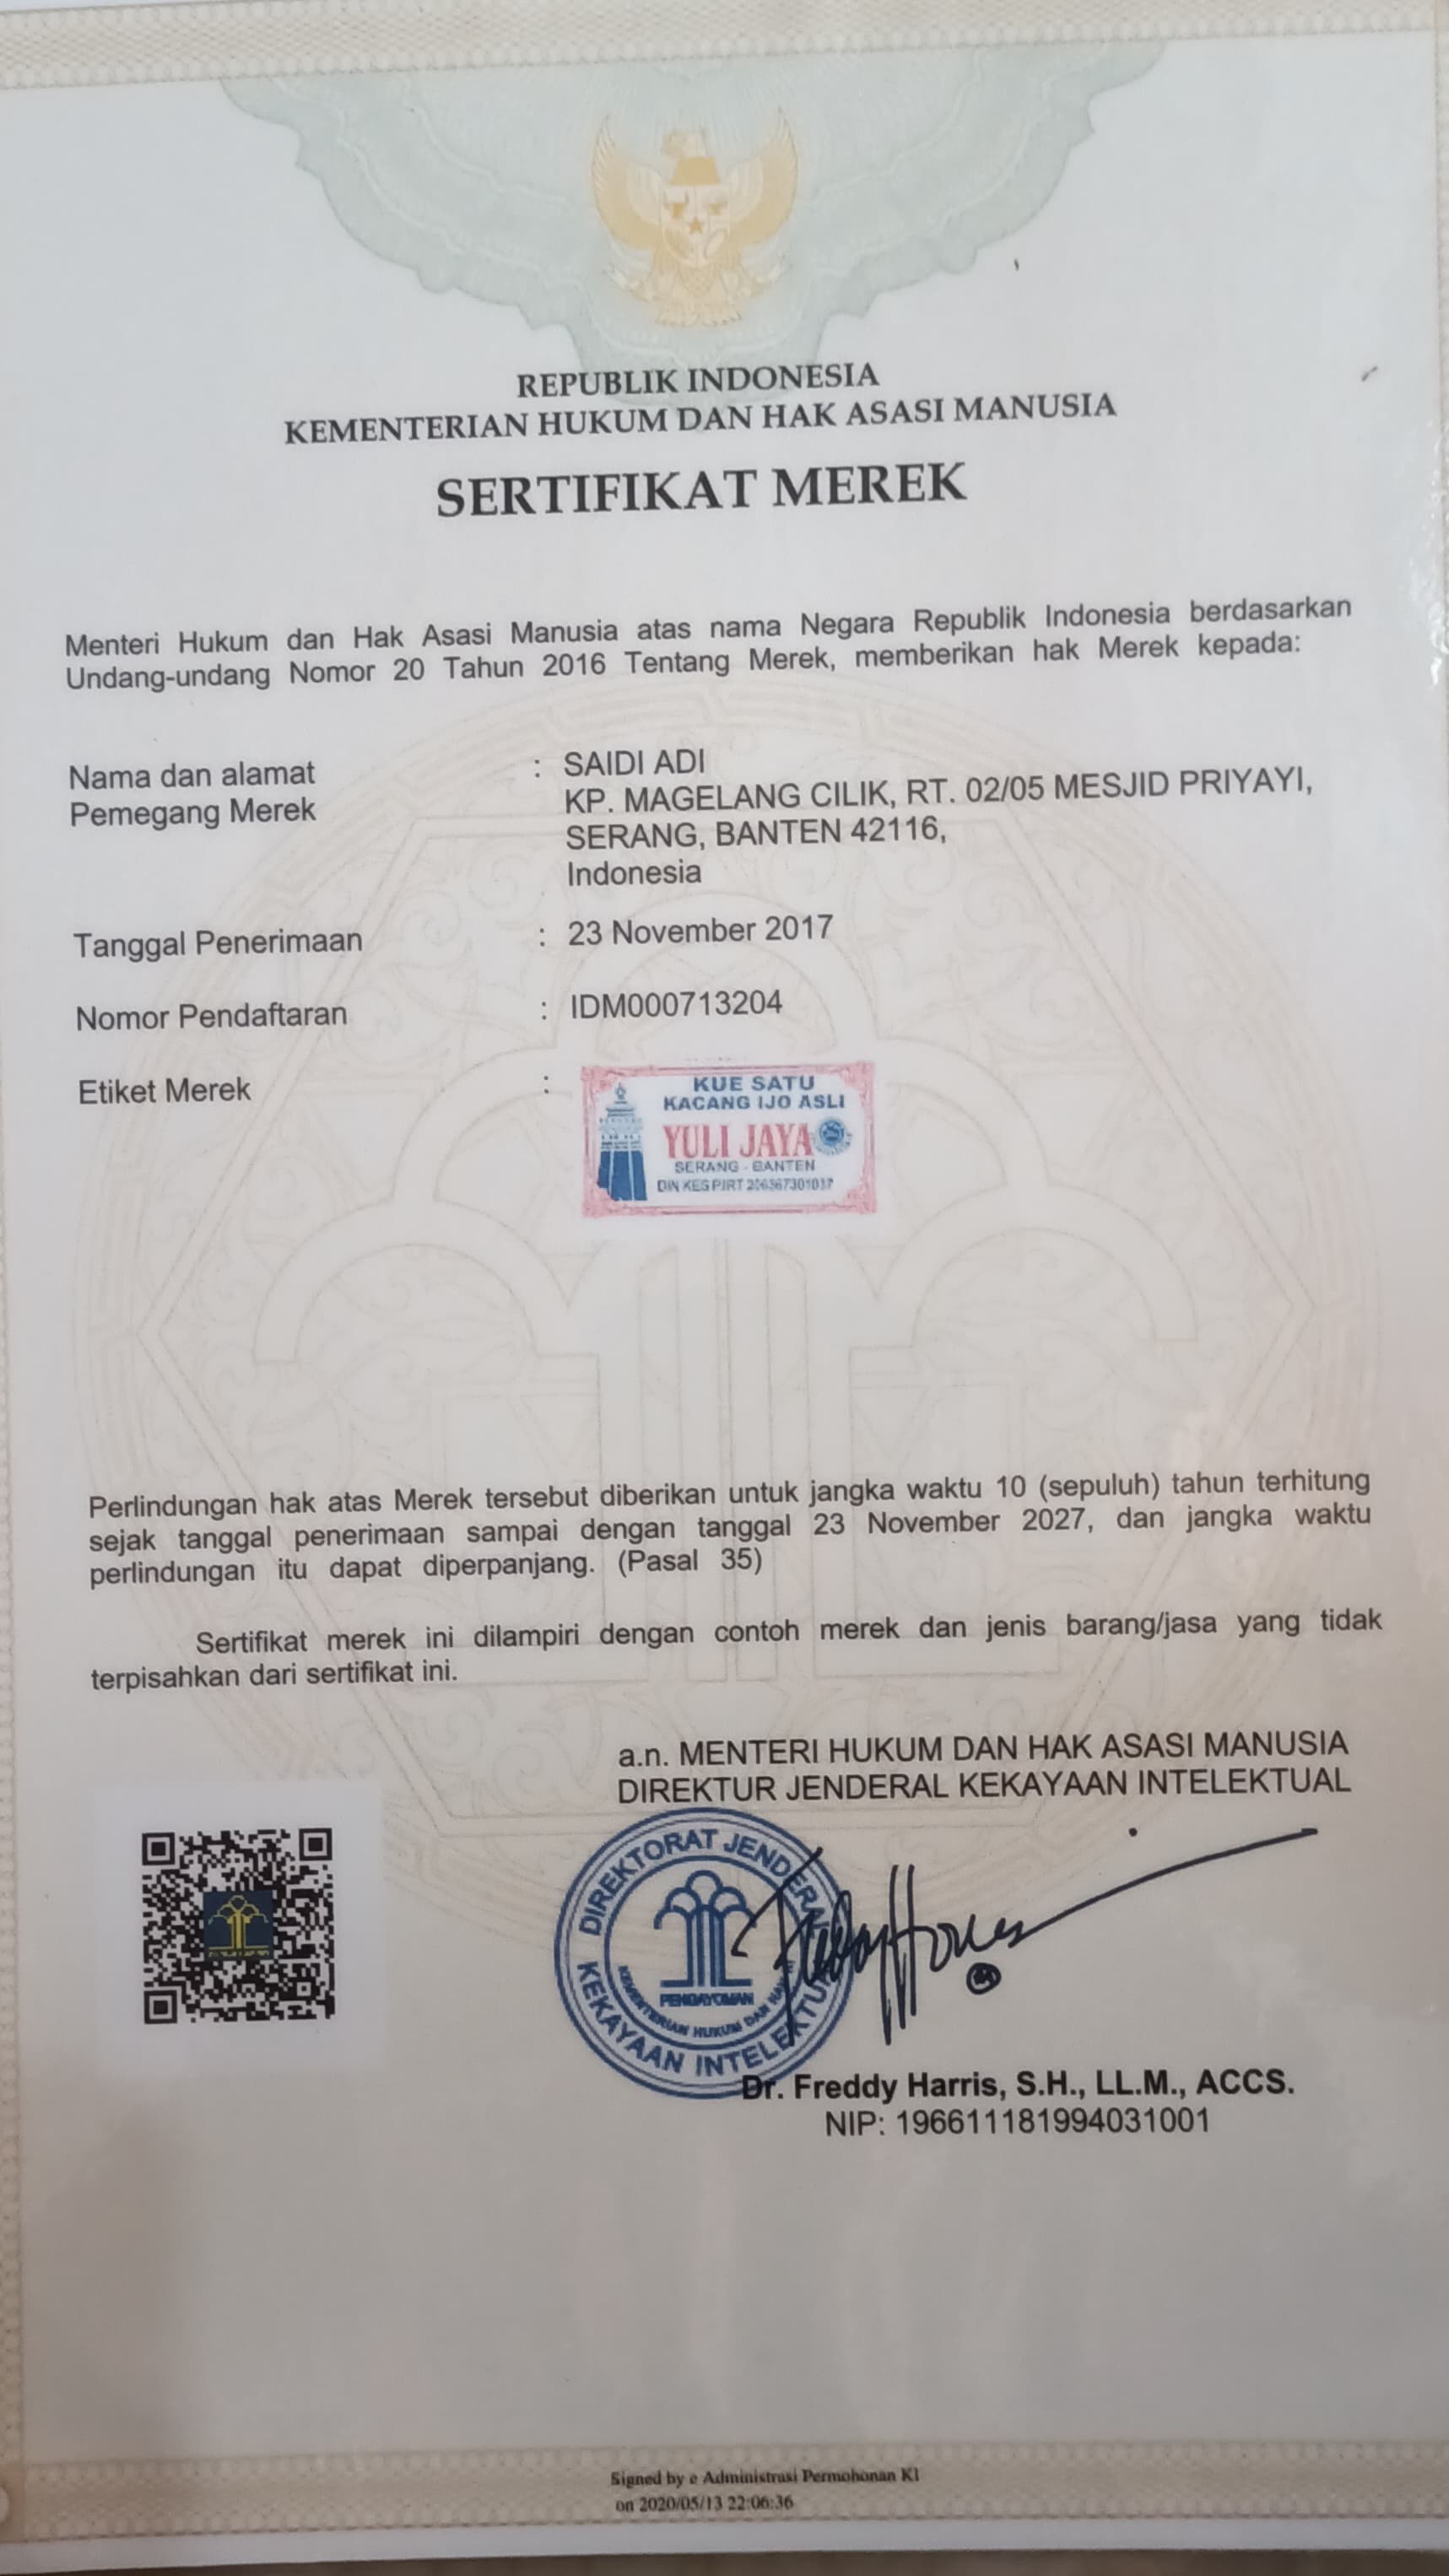 REPUBLIK INDONESIA
KEMENTERIAN HUKUM DAN HAK ASASI MANUSIA
SERTIFIKAT MEREK
Menteri Hukum dan Hak Asasi Manusia atas nama Negara Republik Indonesia berdasarkan
Undang-undang Nomor 20 Tahun 2016 Tentang Merek, memberikan hak Merek kepada:
Nama dan alamat : SAIDI ADI
Pemegang Merek KP. MAGELANG CILIK, RT. 02/05 MESJID PRIYAYI,
SERANG, BANTEN 42116,
Indonesia
Tanggal Penerimaan : 23 November 2017
Nomor Pendaftaran : IDM000713204
Etiket Merek :
KUE SATU
KACANG IJO ASLI
YULI JAYA
SERANG - BANTEN
DIN KES PIRT
Perlindungan hak atas Merek tersebut diberikan untuk jangka waktu 10 (sepuluh) tahun terhitung
sejak tanggal penerimaan sampai dengan tanggal 23 November 2027, dan jangka waktu
perlindungan itu dapat diperpanjang. (Pasal 35)
Sertifikat merek ini dilampiri dengan contoh merek dan jenis barang/jasa yang tidak
terpisahkan dari sertifikat ini.
a.n. MENTERI HUKUM DAN HAK ASASI MANUSIA
DIREKTUR JENDERAL KEKAYAAN INTELEKTUAL
DIREKTORAT JENDERAL
KEKAYAAN INTELEKTUAL
PENGAYOMAN
KEMENTERIAN HUKUM DAN HAM
Dr. Freddy Harris, S.H., LL.M., ACCS.
NIP: 196611181994031001
Signed by e Administrasi Permohonan KI
on 2020/05/13 22:06:36